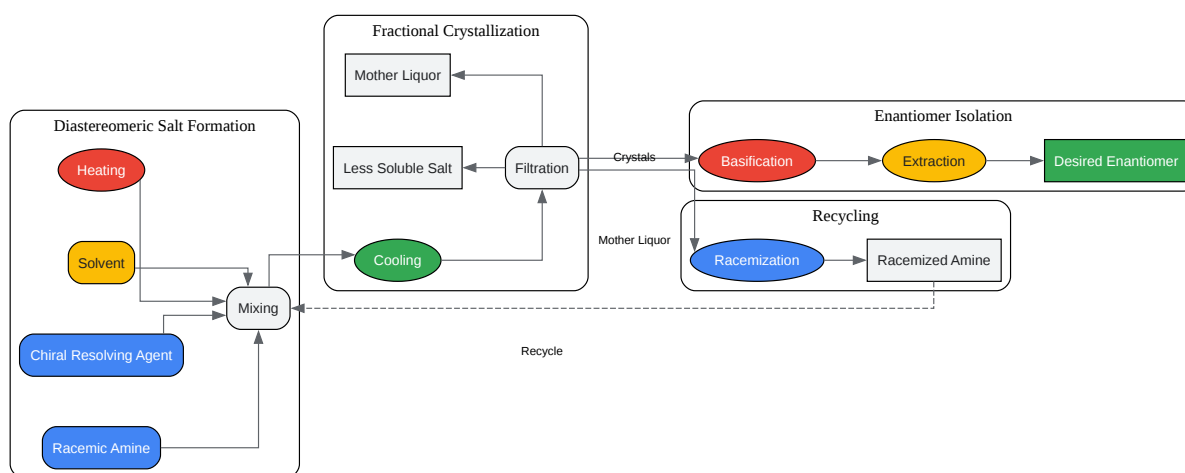 Fractional Crystallization
Mother Liquor
Less Soluble Salt
Filtration
Cooling
Diastereomeric Salt Formation
Heating
Solvent
Mixing
Chiral Resolving Agent
Racemic Amine
Crystals
Mother Liquor
Recycle
Enantiomer Isolation
Basification
Extraction
Desired Enantiomer
Recycling
Racemization
Racemized Amine